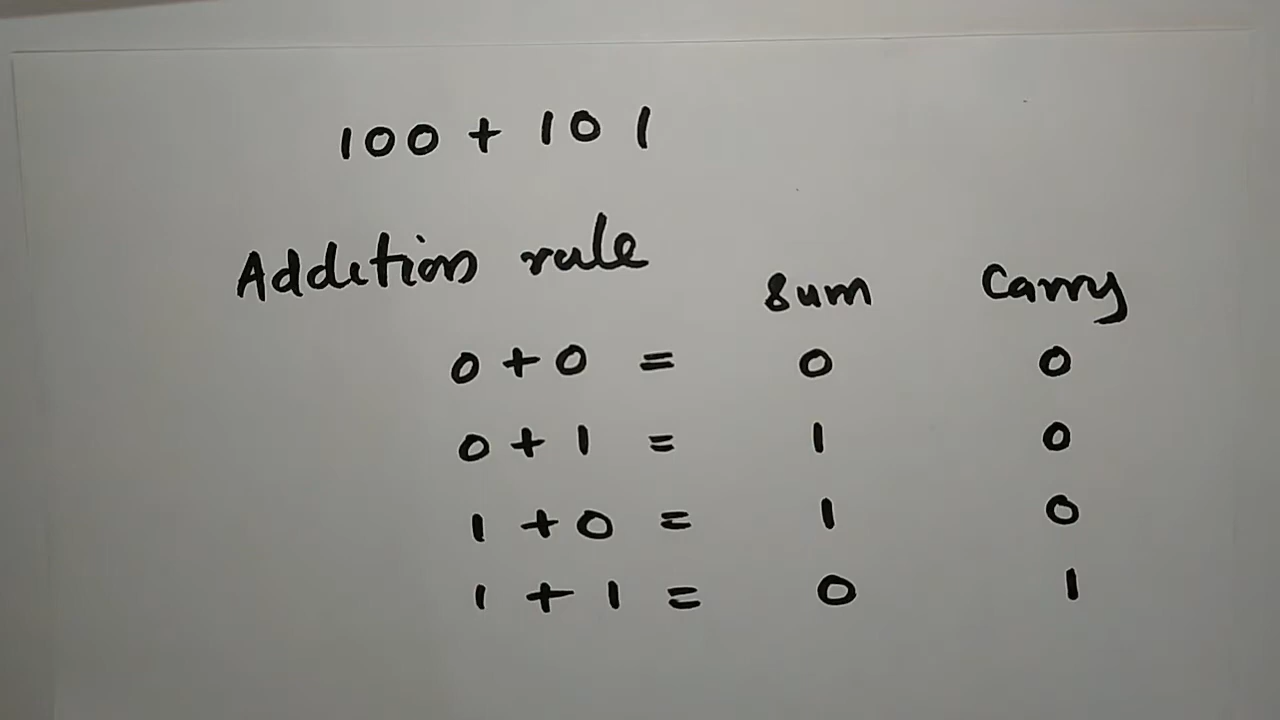 100 + 101
Addition rule
Sum Carry
0 + 0 = 0 0
0 + 1 = 1 0
1 + 0 = 1 0
1 + 1 = 0 1